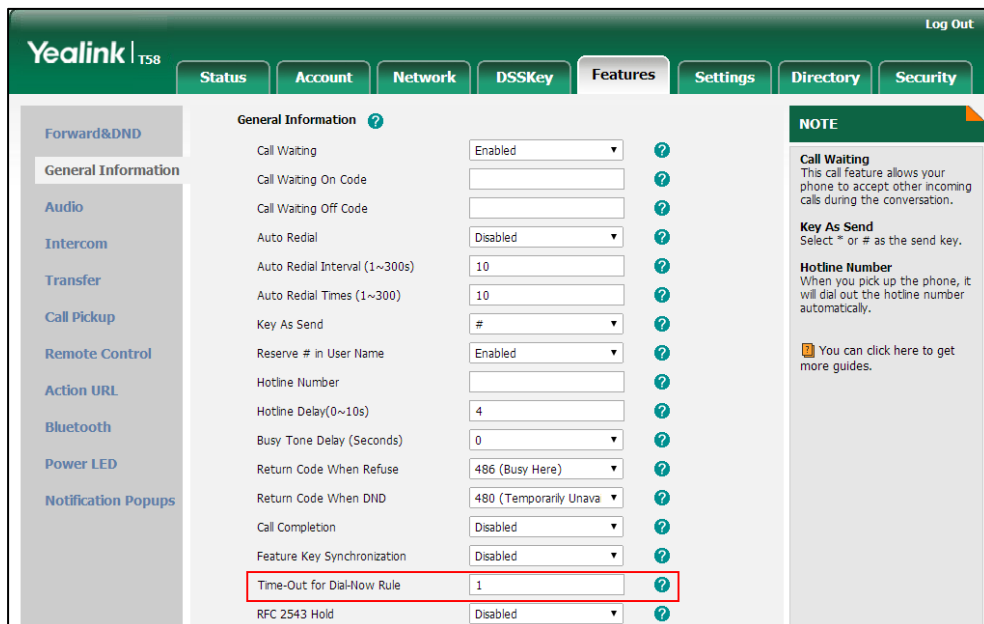 Log Out
Yealink T58
Status Account Network DSSKey Features Settings Directory Security
Forward&DND
General Information
Audio
Intercom
Transfer
Call Pickup
Remote Control
Action URL
Bluetooth
Power LED
Notification Popups
General Information ?
Call Waiting Enabled ?
Call Waiting On Code ?
Call Waiting Off Code ?
Auto Redial Disabled ?
Auto Redial Interval (1~300s) 10 ?
Auto Redial Times (1~300) 10 ?
Key As Send # ?
Reserve # in User Name Enabled ?
Hotline Number ?
Hotline Delay(0~10s) 4 ?
Busy Tone Delay (Seconds) 0 ?
Return Code When Refuse 486 (Busy Here) ?
Return Code When DND 480 (Temporarily Unava ?
Call Completion Disabled ?
Feature Key Synchronization Disabled ?
Time-Out for Dial-Now Rule 1 ?
RFC 2543 Hold Disabled ?
NOTE
Call Waiting
This call feature allows your
phone to accept other incoming
calls during the conversation.
Key As Send
Select * or # as the send key.
Hotline Number
When you pick up the phone, it
will dial out the hotline number
automatically.
? You can click here to get
more guides.